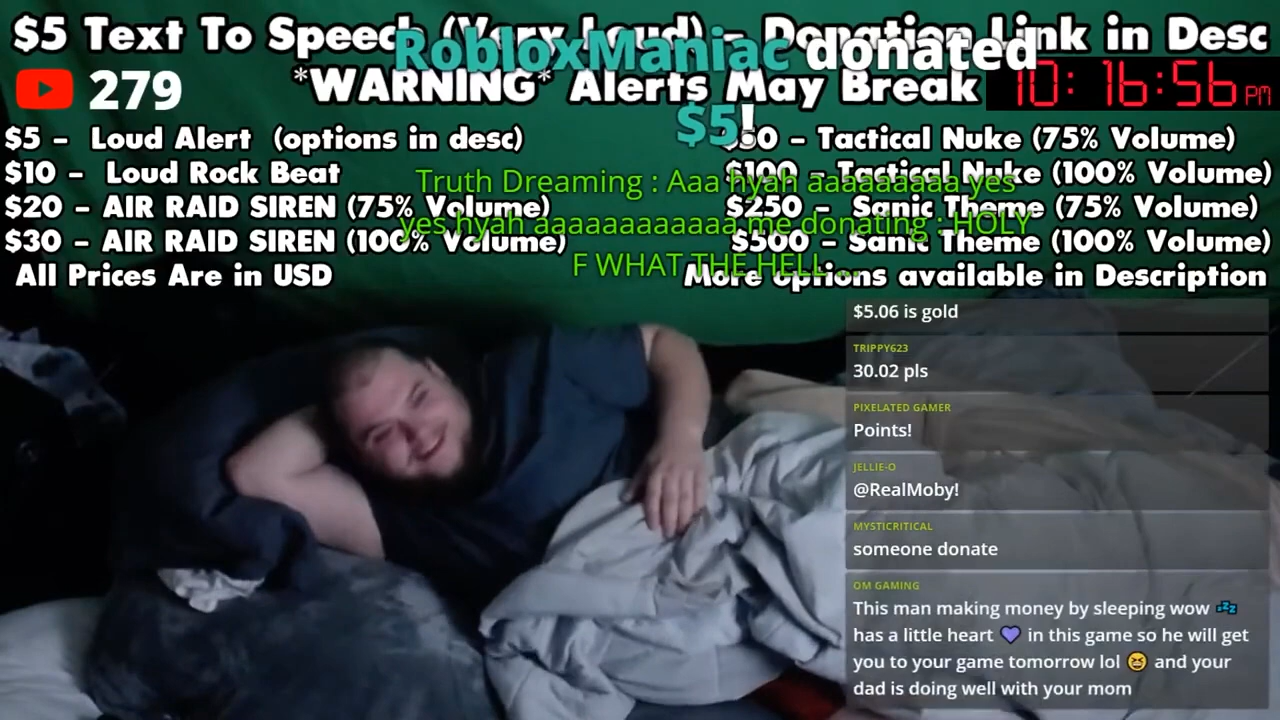 $5 Text To Speech (Very Loud) - Donation Link in Desc
RobloxManiac donated
$5!
279
*WARNING* Alerts May Break
10:16:56 PM
$5 - Loud Alert (options in desc)
$10 - Loud Rock Beat
$20 - AIR RAID SIREN (75% Volume)
$30 - AIR RAID SIREN (100% Volume)
All Prices Are in USD
$50 - Tactical Nuke (75% Volume)
$100 - Tactical Nuke (100% Volume)
$250 - Sanic Theme (75% Volume)
$500 - Sanic Theme (100% Volume)
More options available in Description
Truth Dreaming : Aaa hyah aaaaaaaaa yes
yes hyah aaaaaaaaaaaa me donating : HOLY
F WHAT THE HELL...
$5.06 is gold
TRIPPY623
30.02 pls
PIXELATED GAMER
Points!
JELLIE-O
@RealMoby!
MYSTICRITICAL
someone donate
OM GAMING
This man making money by sleeping wow 💤
has a little heart 💜 in this game so he will get
you to your game tomorrow lol 😆 and your
dad is doing well with your mom